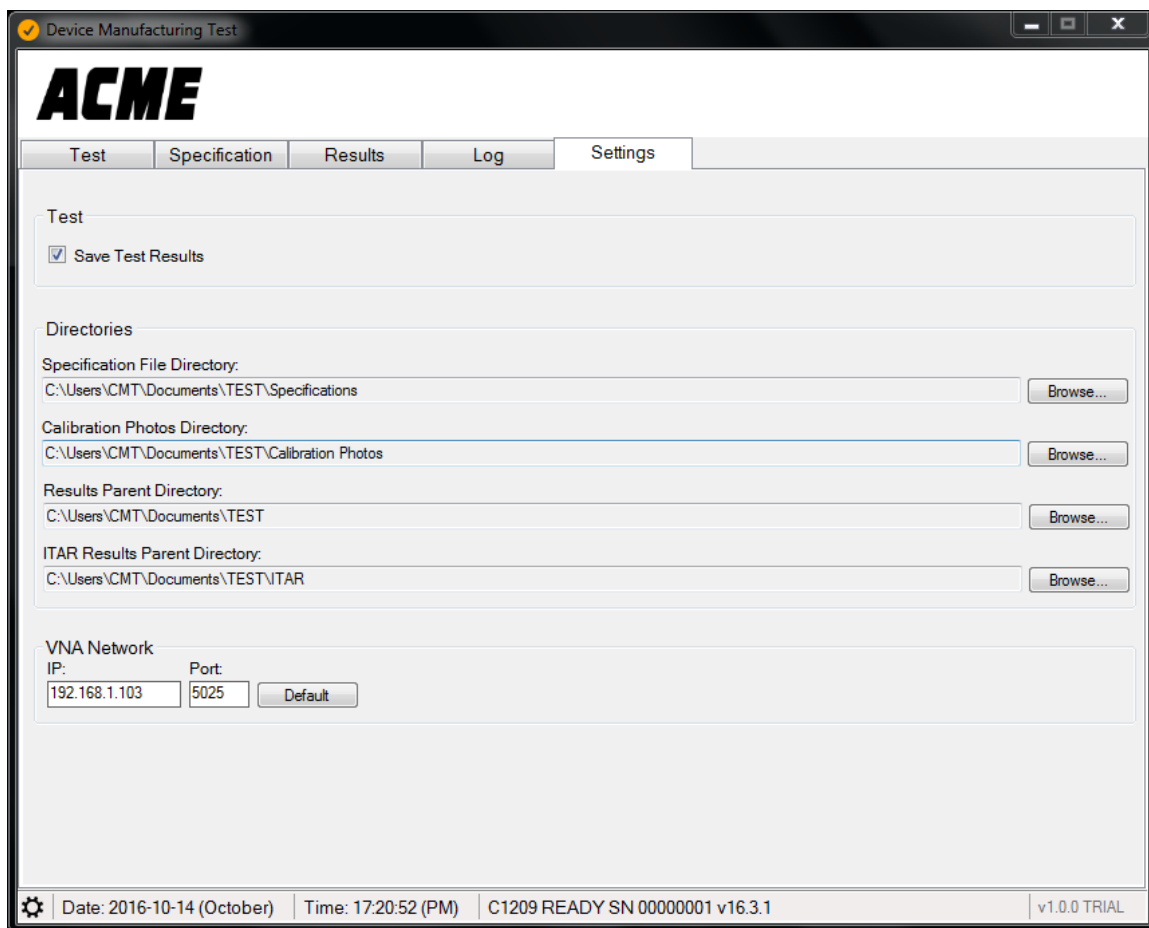 Device Manufacturing Test
ACME
Test Specification Results Log Settings
Test
Save Test Results
Directories
Specification File Directory:
C:\Users\CMT\Documents\TEST\Specifications Browse...
Calibration Photos Directory:
C:\Users\CMT\Documents\TEST\Calibration Photos Browse...
Results Parent Directory:
C:\Users\CMT\Documents\TEST Browse...
ITAR Results Parent Directory:
C:\Users\CMT\Documents\TEST\ITAR Browse...
VNA Network
IP: Port:
192.168.1.103 5025 Default
Date: 2016-10-14 (October) Time: 17:20:52 (PM) C1209 READY SN 00000001 v16.3.1 v1.0.0 TRIAL